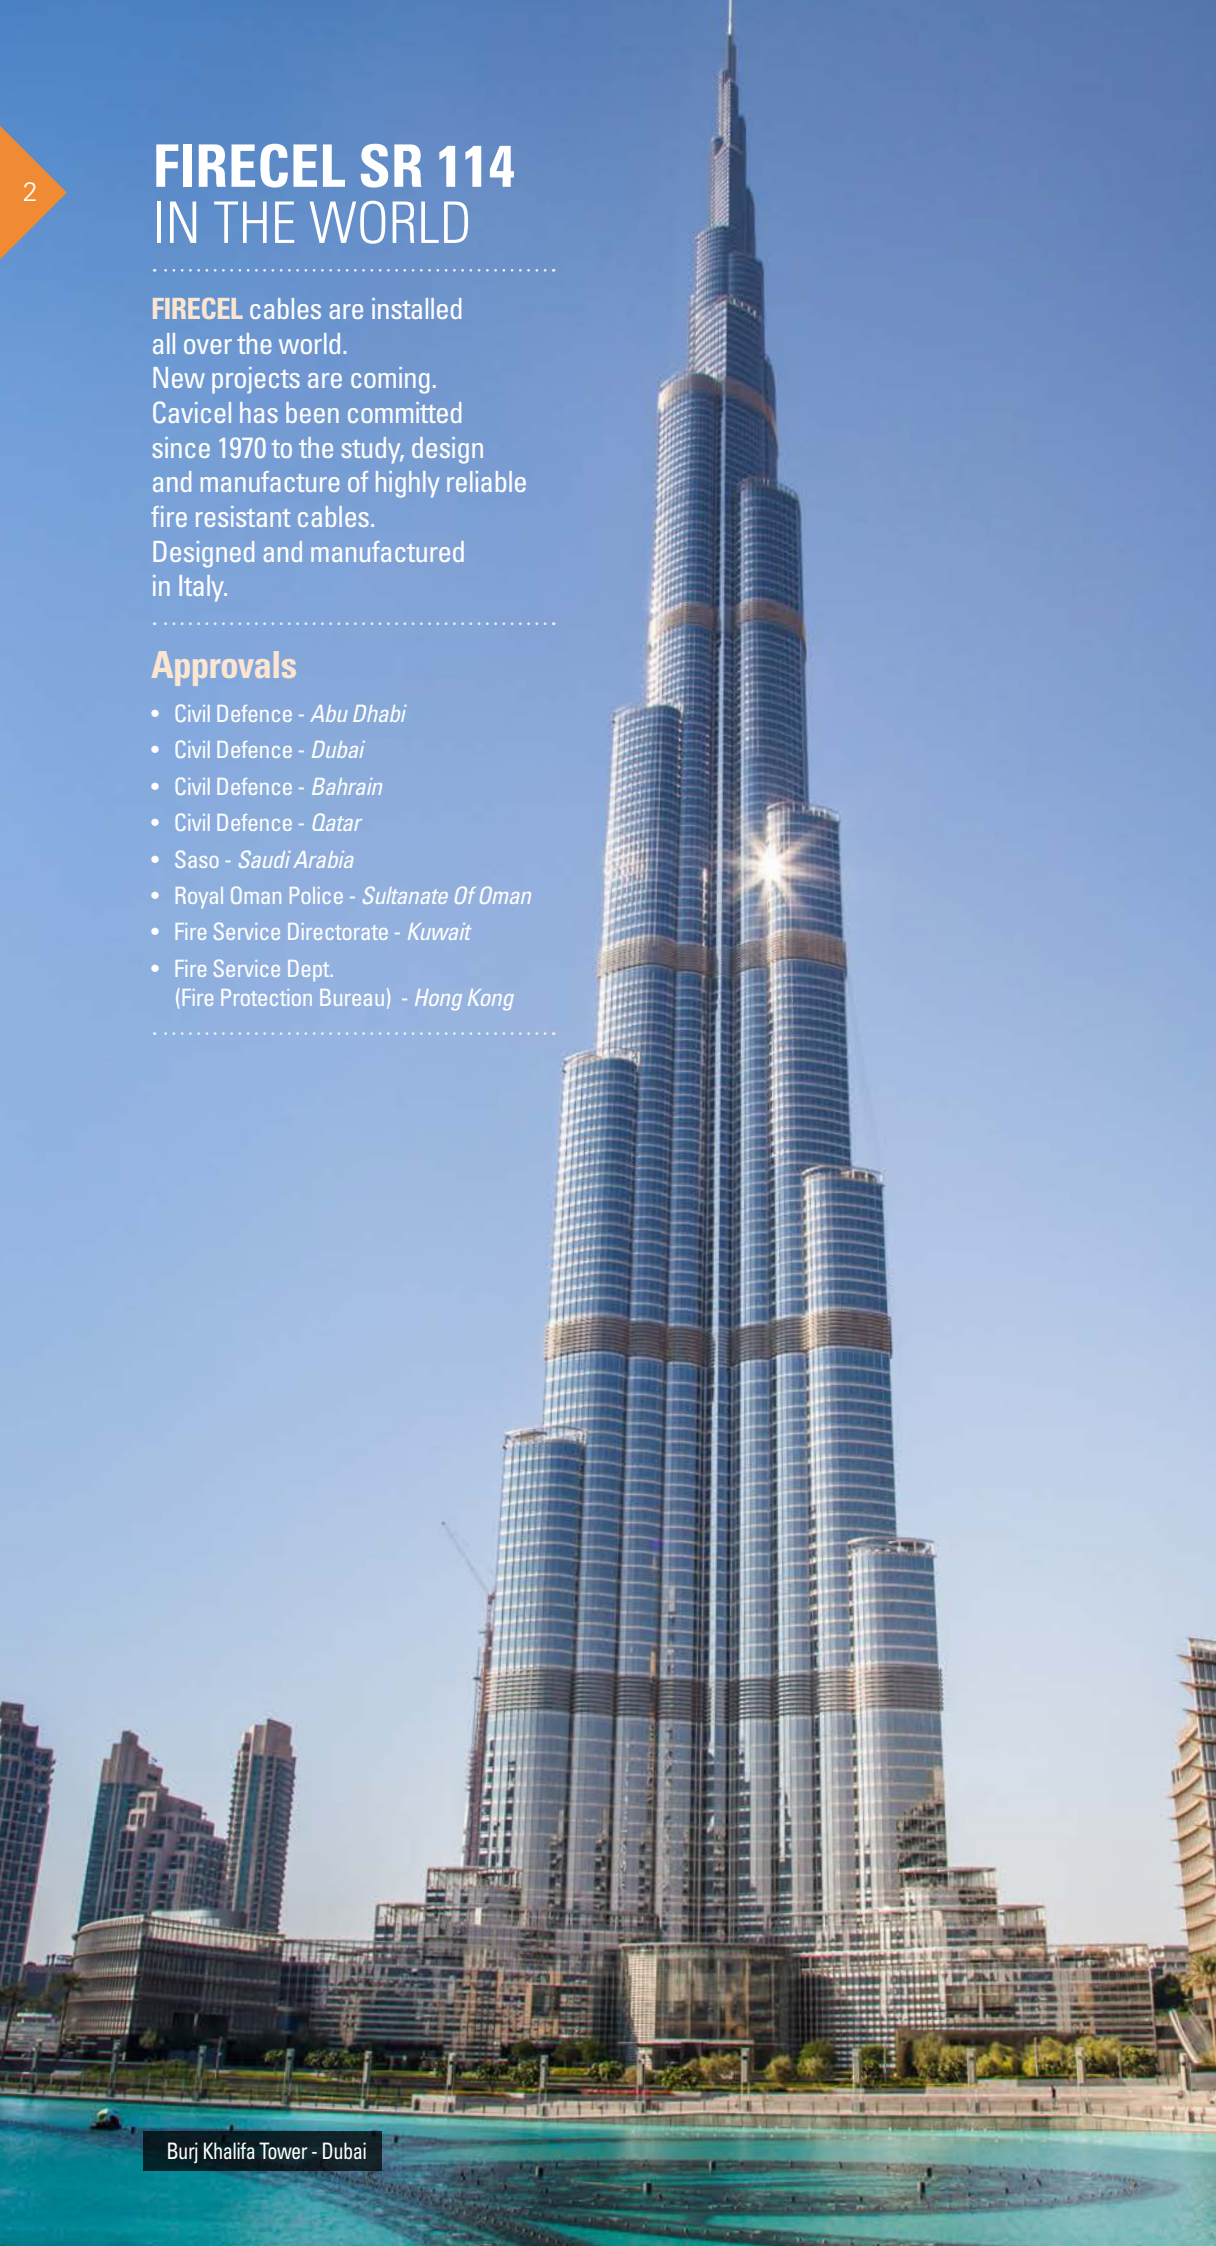 2
FIRECEL SR 114
IN THE WORLD
FIRECEL cables are installed
all over the world.
New projects are coming.
Cavicel has been committed
since 1970 to the study, design
and manufacture of highly reliable
fire resistant cables.
Designed and manufactured
in Italy.
Approvals
• Civil Defence - Abu Dhabi
• Civil Defence - Dubai
• Civil Defence - Bahrain
• Civil Defence - Qatar
• Saso - Saudi Arabia
• Royal Oman Police - Sultanate Of Oman
• Fire Service Directorate - Kuwait
• Fire Service Dept.
(Fire Protection Bureau) - Hong Kong
Burj Khalifa Tower - Dubai